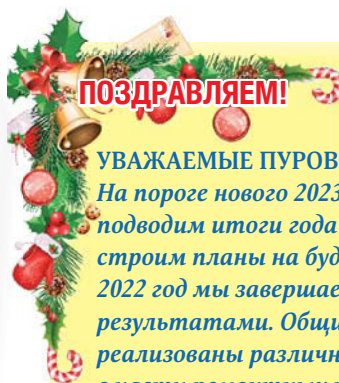 ПОЗДРАВЛЯЕМ!
УВАЖАЕМЫЕ ПУРОВ
На пороге нового 2023
подводим итоги года
строим планы на буд
2022 год мы завершае
результатами. Общи
реализованы различн